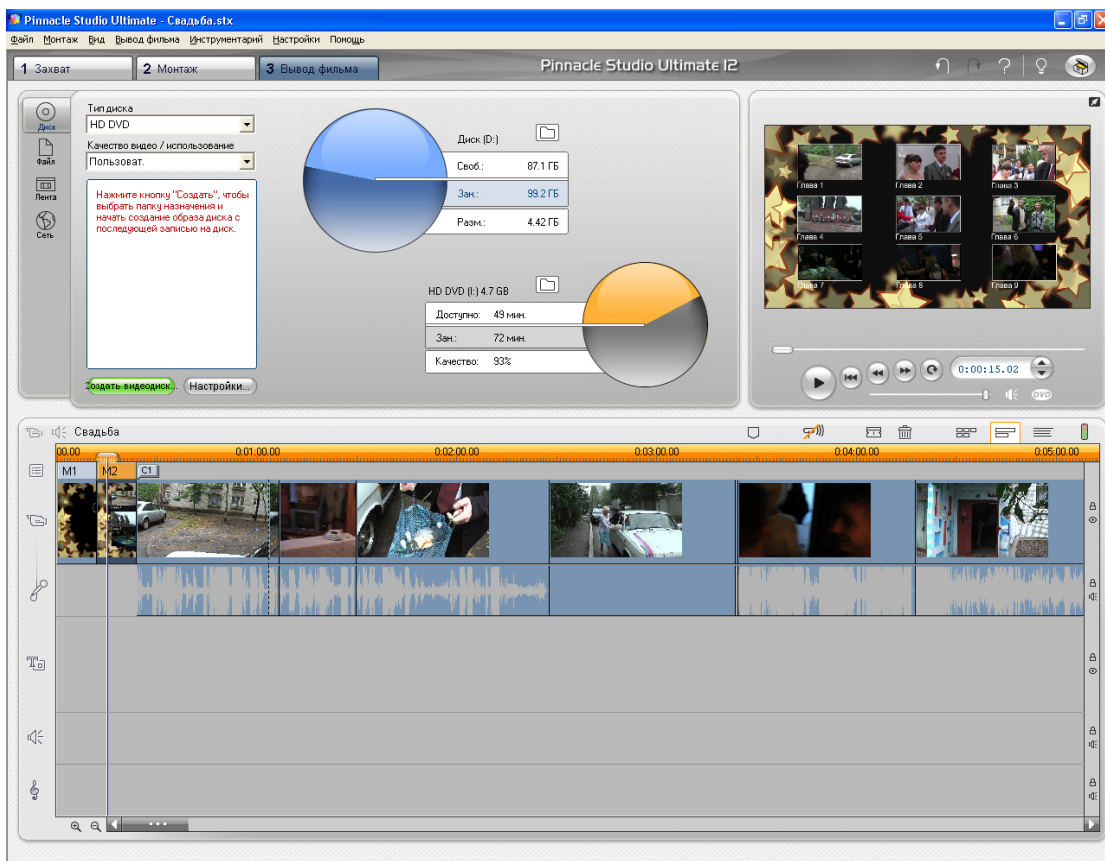 Pinnacle Studio Ultimate - Свадьба.stx
Файл Монтаж Вид Вывод фильма Инструментарий Настройки Помощь
1 Захват 2 Монтаж 3 Вывод фильма Pinnacle Studio Ultimate 12
Диск
Файл
Лента
Сеть
Тип диска
HD DVD
Качество видео / использование
Пользоват.
Нажмите кнопку "Создать", чтобы
выбрать папку назначения и
начать создание образа диска с
последующей записью на диск.
Создать видеодиск... Настройки...
Диск (D:)
Своб.: 87.1 ГБ
Зан.: 99.2 ГБ
Разм.: 4.42 ГБ
HD DVD (I:) 4.7 GB
Доступно: 49 мин.
Зан.: 72 мин.
Качество: 93%
Глава 1 Глава 2 Глава 3
Глава 4 Глава 5 Глава 6
Глава 7 Глава 8 Глава 9
0:00:15.02
DVD
Свадьба
00.00 0:01:00.00 0:02:00.00 0:03:00.00 0:04:00.00 0:05:00.00
M1 M2 C1